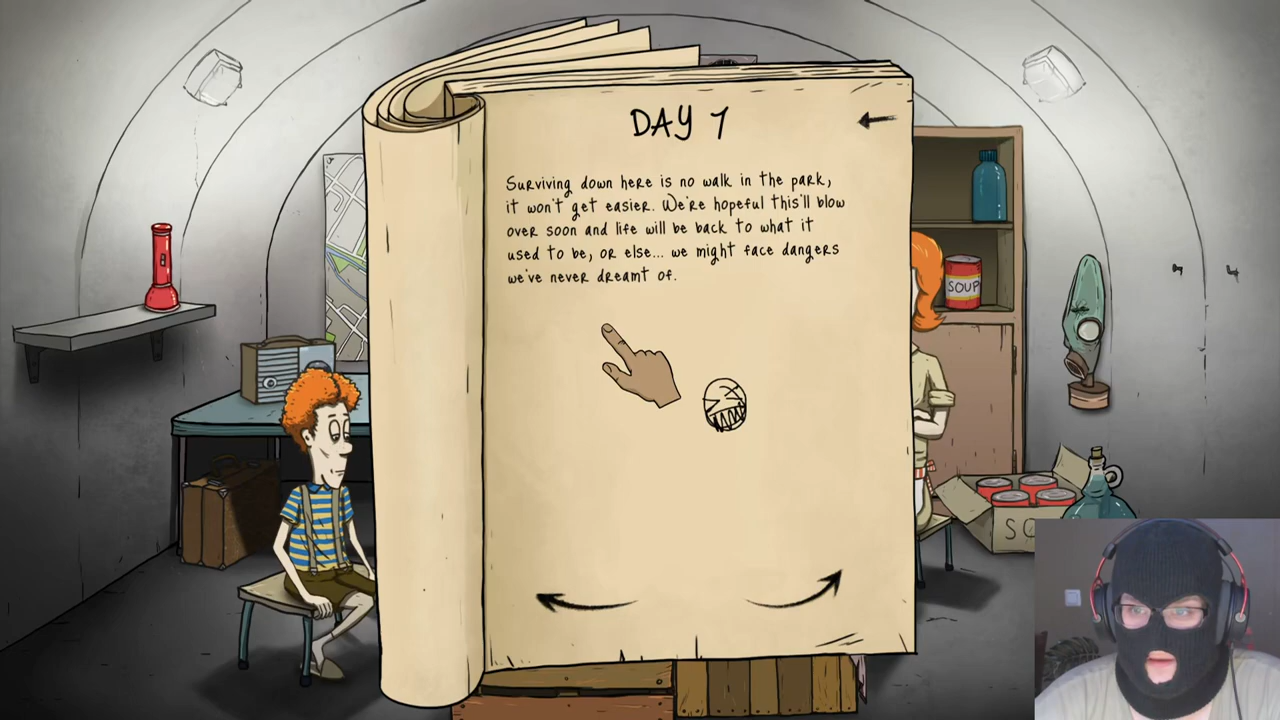 DAY 1
Surviving down here is no walk in the park,
it won't get easier. We're hopeful this'll blow
over soon and life will be back to what it
used to be, or else... we might face dangers
we've never dreamt of.
SOUP
SO